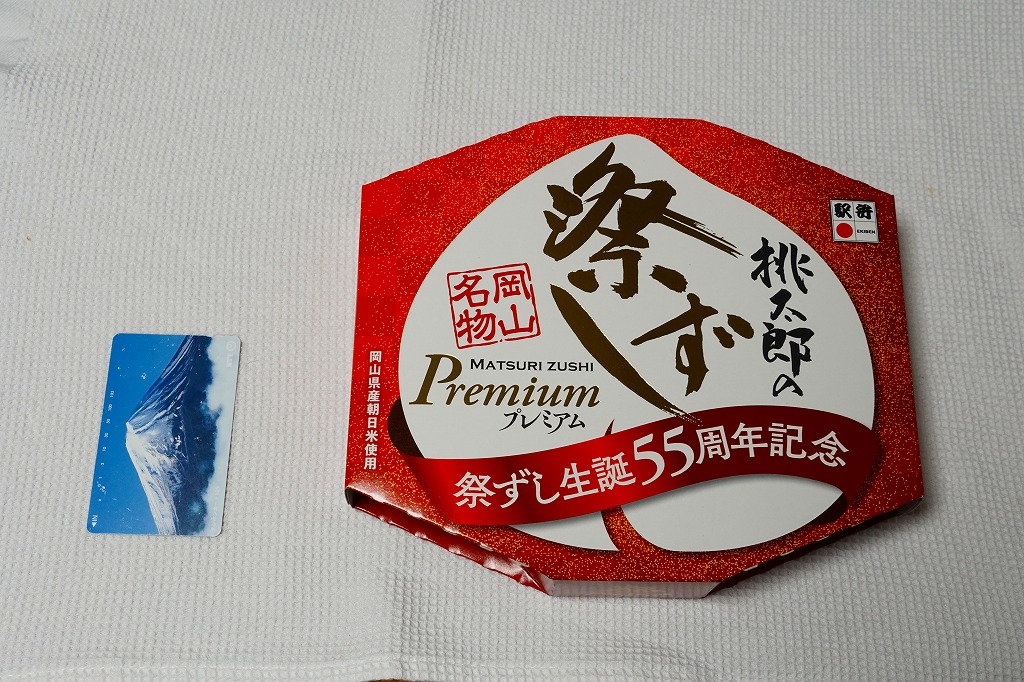 駅弁
EKIBEN
桃太郎の
祭ずし
岡山
名物
MATSURI ZUSHI
Premium
プレミアム
祭ずし生誕55周年記念
岡山県産朝日米使用